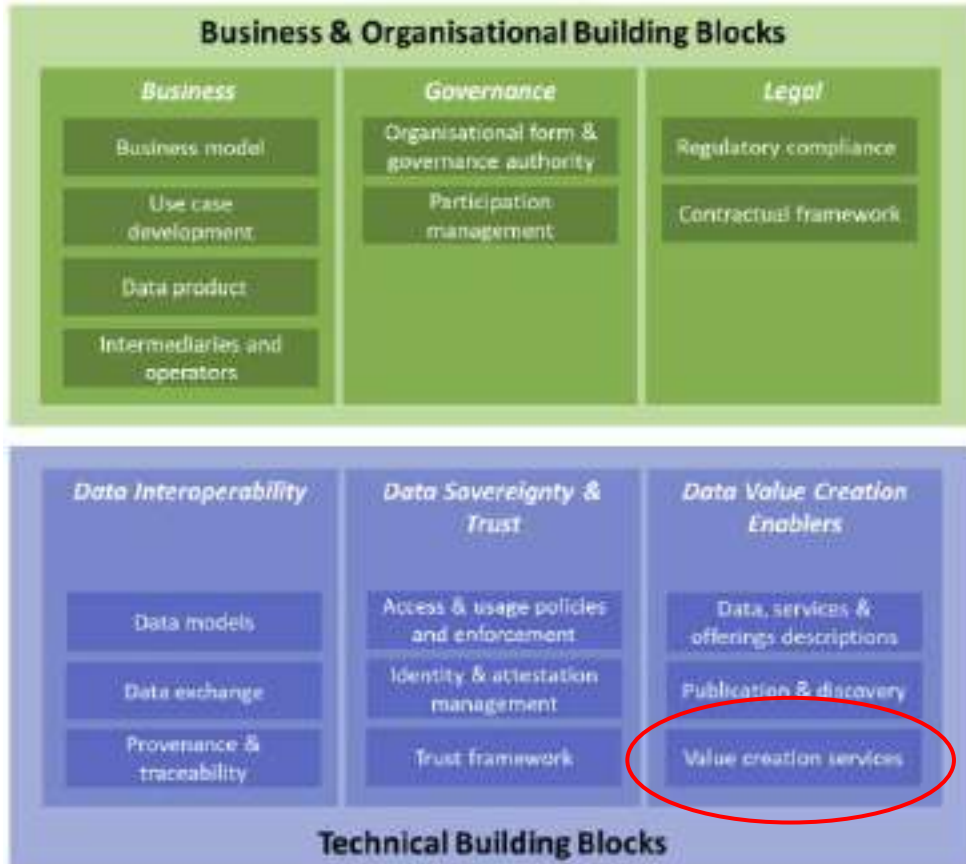 Business & Organisational Building Blocks
Business
Business model
Use case
development
Data product
Intermediaries and
operators
Governance
Organisational form &
governance authority
Participation
management
Legal
Regulatory compliance
Contractual framework
Data Interoperability
Data models
Data exchange
Provenance &
traceability
Data Sovereignty &
Trust
Access & usage policies
and enforcement
Identity & attestation
management
Trust framework
Data Value Creation
Enablers
Data, services &
offerings descriptions
Publication & discovery
Value creation services
Technical Building Blocks